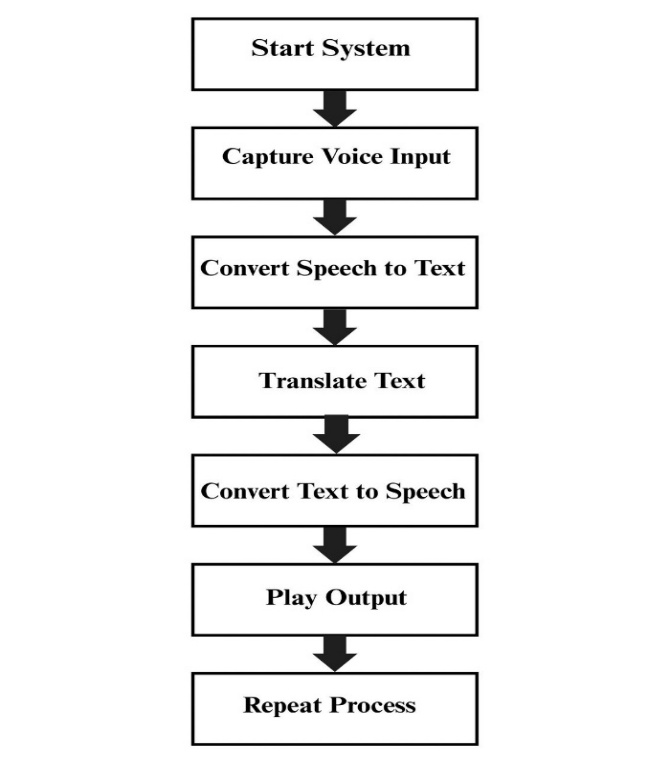 Start System
Capture Voice Input
Convert Speech to Text
Translate Text
Convert Text to Speech
Play Output
Repeat Process